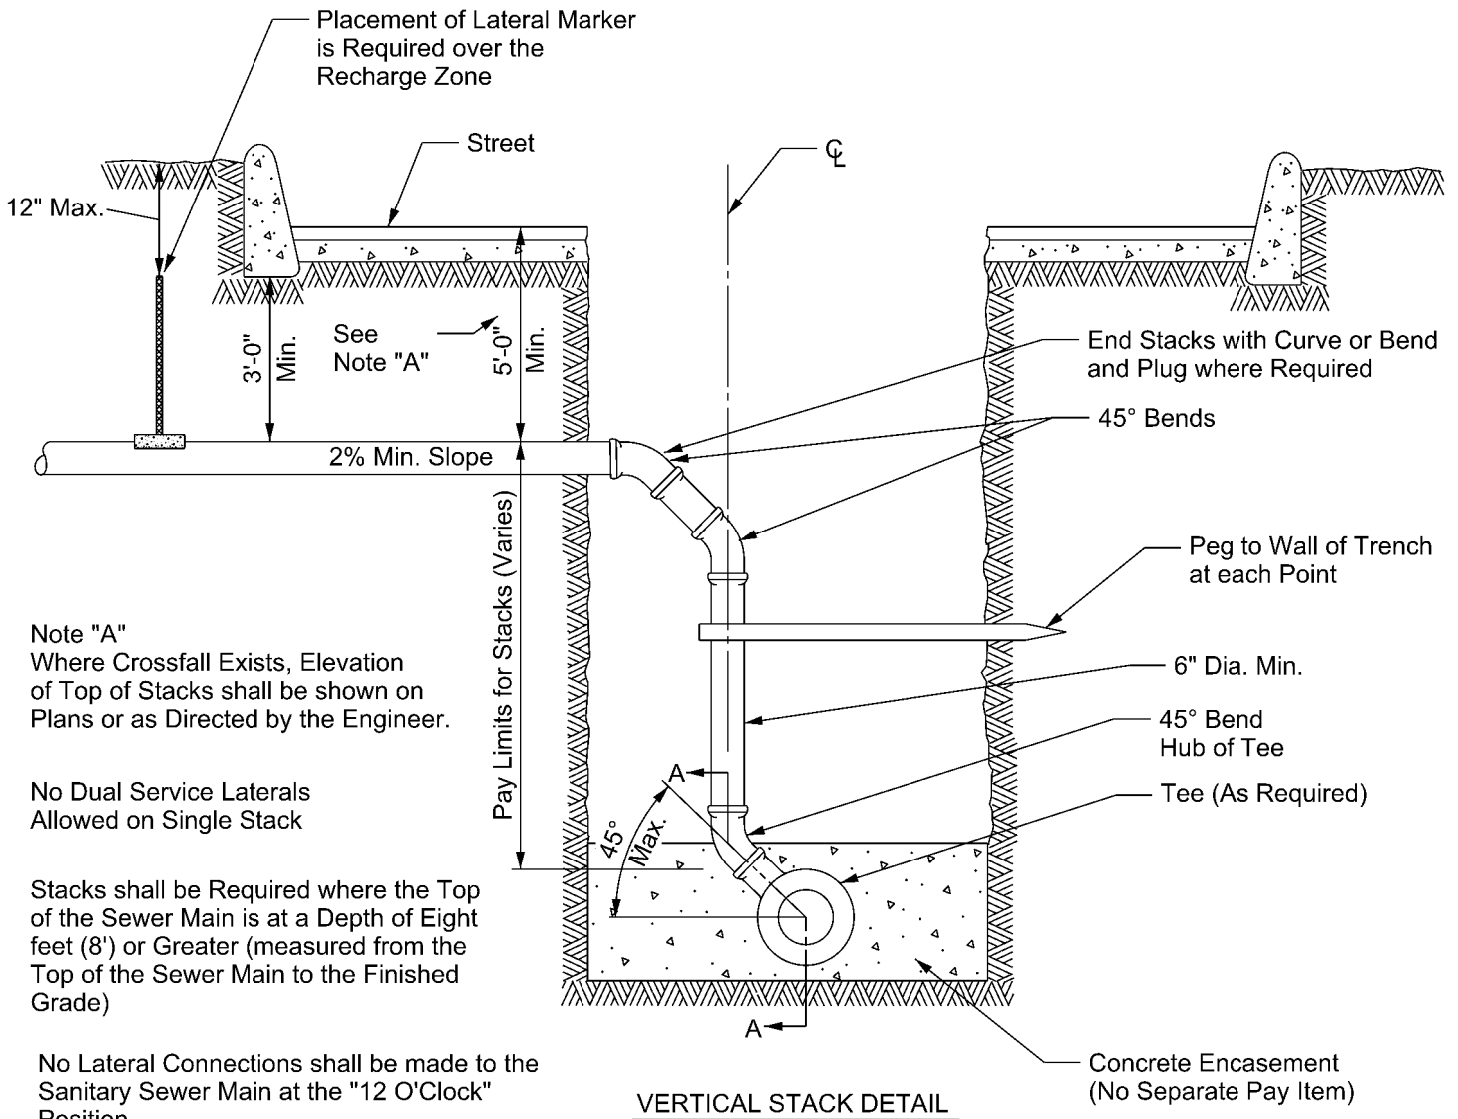 Placement of Lateral Marker
is Required over the
Recharge Zone
Street
℄
12" Max.
3'-0"
Min.
See
Note "A"
5'-0"
Min.
End Stacks with Curve or Bend
and Plug where Required
45° Bends
2% Min. Slope
Pay Limits for Stacks (Varies)
Peg to Wall of Trench
at each Point
Note "A"
Where Crossfall Exists, Elevation
of Top of Stacks shall be shown on
Plans or as Directed by the Engineer.
6" Dia. Min.
45° Bend
Hub of Tee
A
Tee (As Required)
No Dual Service Laterals
Allowed on Single Stack
45°
Max.
Stacks shall be Required where the Top
of the Sewer Main is at a Depth of Eight
feet (8') or Greater (measured from the
Top of the Sewer Main to the Finished
Grade)
A
No Lateral Connections shall be made to the
Sanitary Sewer Main at the "12 O'Clock"
Position
Concrete Encasement
(No Separate Pay Item)
VERTICAL STACK DETAIL